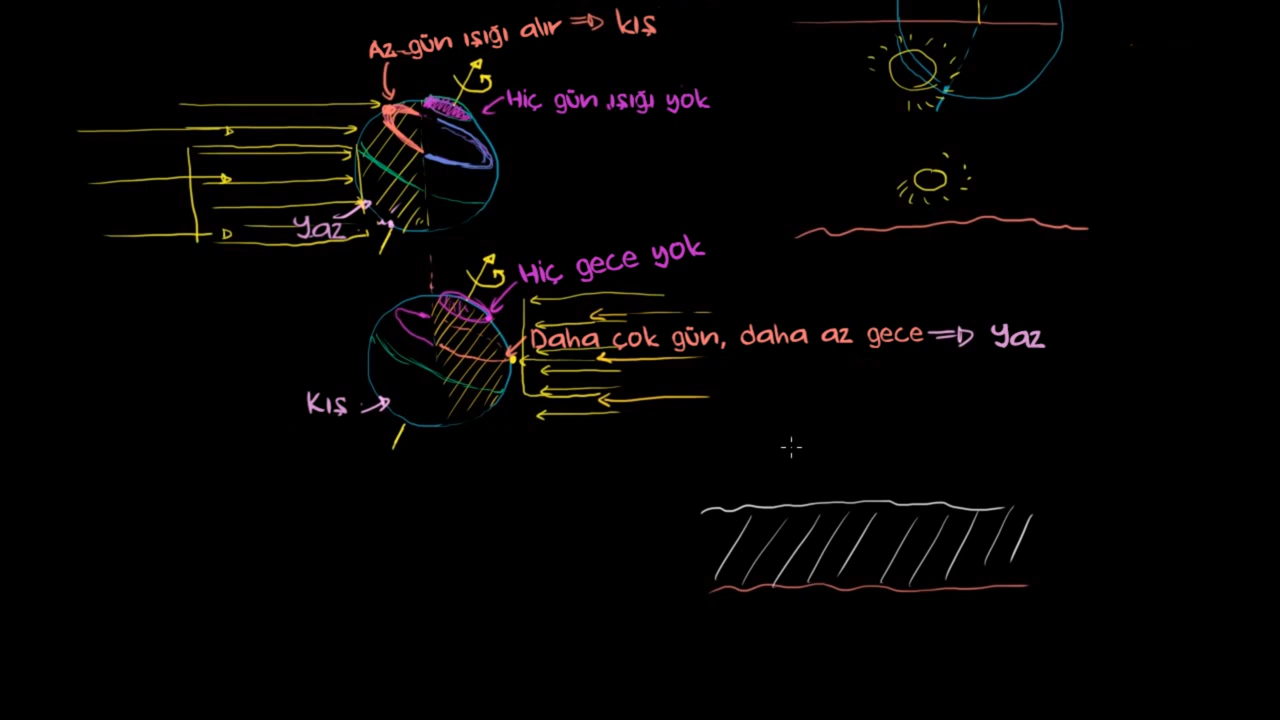 Az gün ışığı alır ⇒ kış
Hiç gün ışığı yok
Yaz
Hiç gece yok
Daha çok gün, daha az gece ⇒ Yaz
Kış